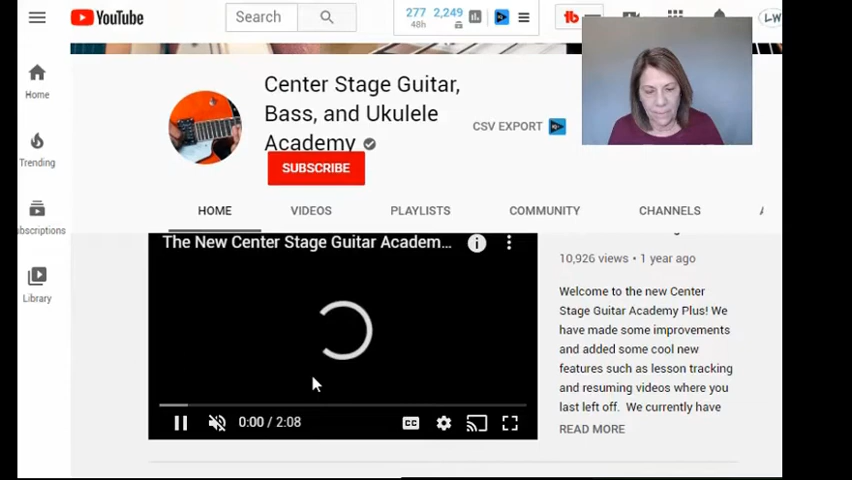 YouTube
Search
277 2,249
48h
LW
Home
Trending
Library
Center Stage Guitar,
Bass, and Ukulele
Academy
CSV EXPORT
SUBSCRIBE
HOME VIDEOS PLAYLISTS COMMUNITY CHANNELS
The New Center Stage Guitar Academ...
0:00 / 2:08
CC
10,926 views • 1 year ago
Welcome to the new Center
Stage Guitar Academy Plus! We
have made some improvements
and added some cool new
features such as lesson tracking
and resuming videos where you
last left off. We currently have
READ MORE